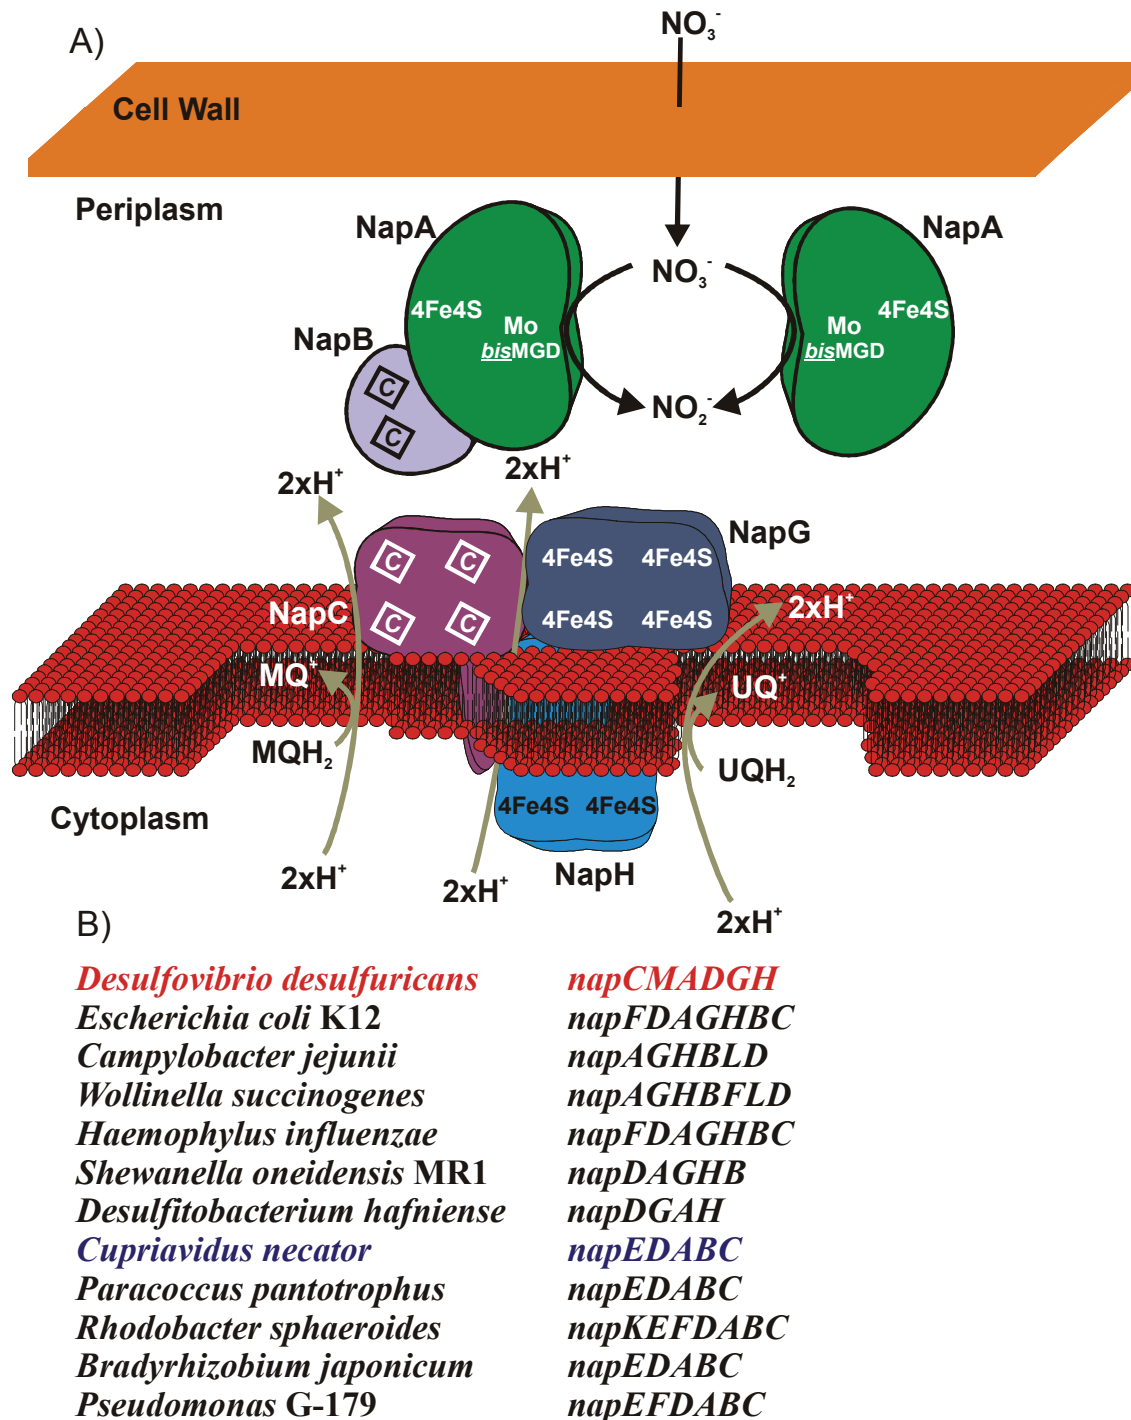 A)
NO₃⁻
Cell Wall
Periplasm
NapA
NapA
NO₃⁻
4Fe4S
Mo
bisMGD
Mo
4Fe4S
bisMGD
NapB
C
C
NO₂⁻
2xH⁺
2xH⁺
NapG
C
C
4Fe4S
4Fe4S
NapC
C
C
4Fe4S
4Fe4S
2xH⁺
MQ⁺
UQ⁺
MQH₂
UQH₂
Cytoplasm
4Fe4S
4Fe4S
2xH⁺
2xH⁺
NapH
2xH⁺
B)
Desulfovibrio desulfuricans napCMADGH
Escherichia coli K12 napFDAGHBC
Campylobacter jejunii napAGHBLD
Wollinella succinogenes napAGHBFLD
Haemophylus influenzae napFDAGHBC
Shewanella oneidensis MR1 napDAGHB
Desulfitobacterium hafniense napDGAH
Cupriavidus necator napEDABC
Paracoccus pantotrophus napEDABC
Rhodobacter sphaeroides napKEFDABC
Bradyrhizobium japonicum napEDABC
Pseudomonas G-179 napEFDABC